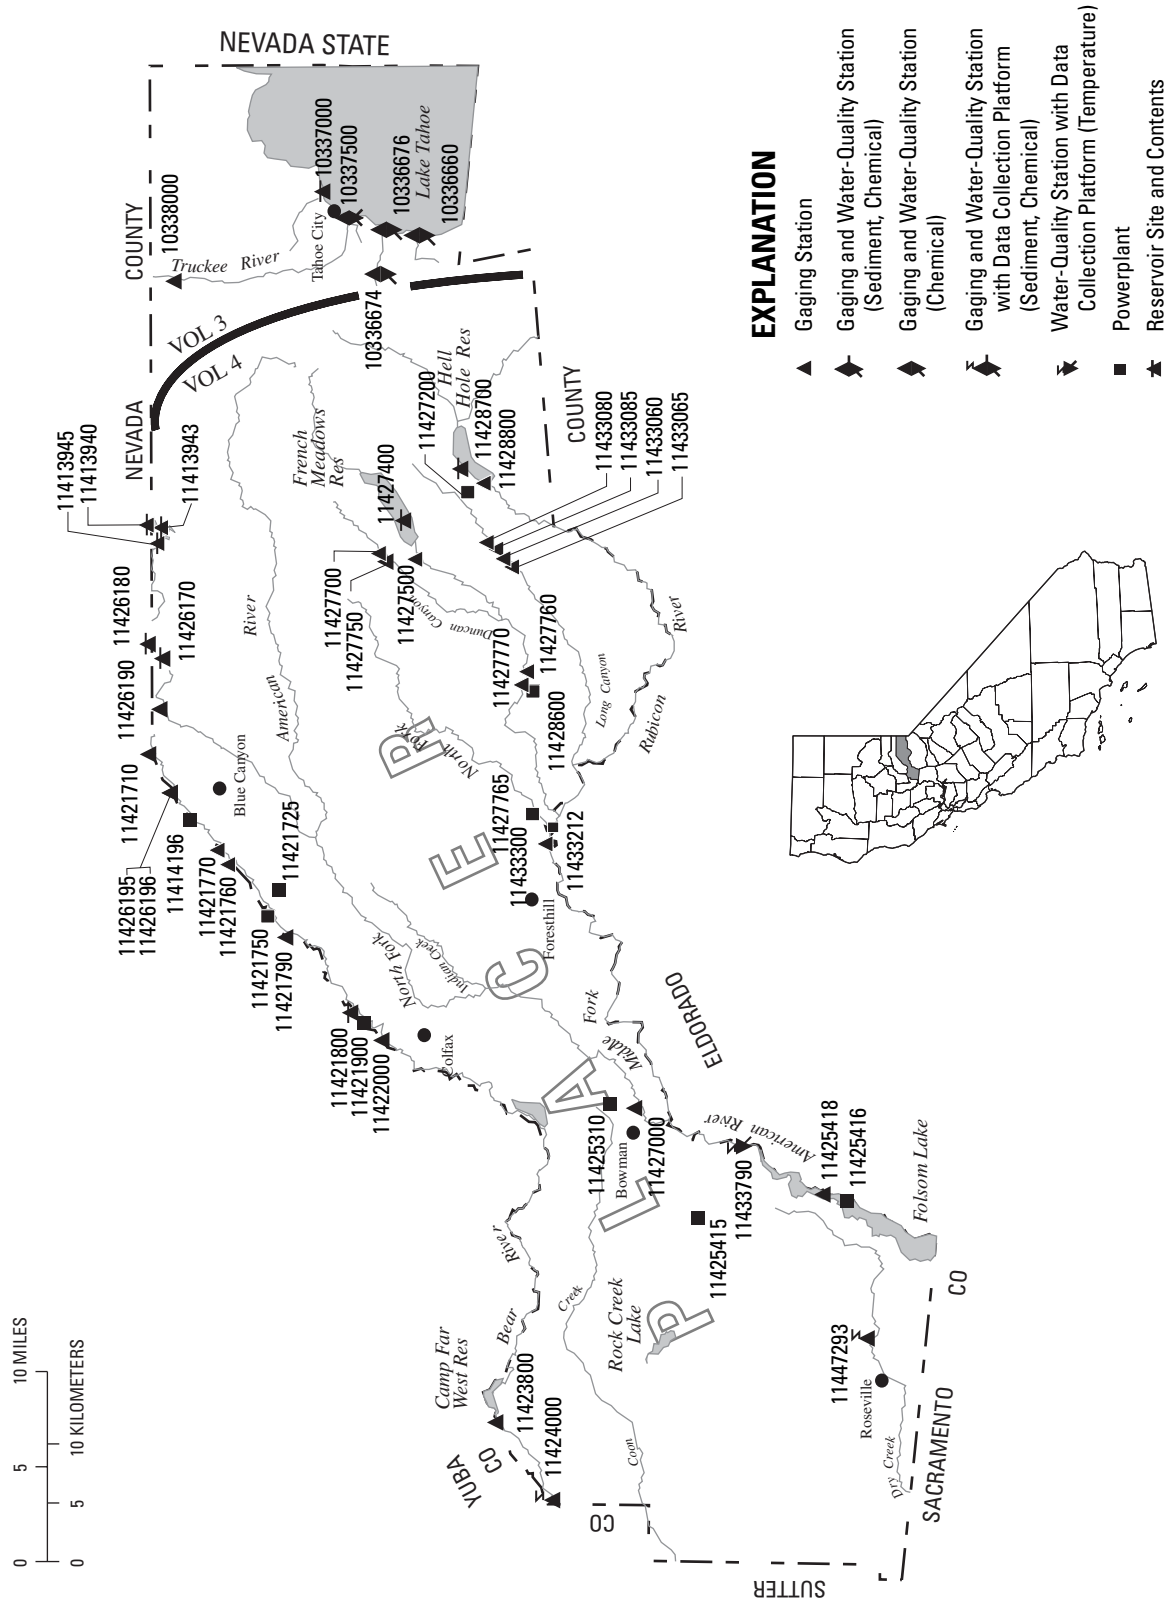 NEVADA STATE
COUNTY
10338000
Truckee River
Tahoe City
10337000
10337500
10336676
Lake Tahoe
10336660
10336674
VOL 3
VOL 4
NEVADA
11413945
11413940
11413943
French
Meadows
Res
11427400
Hell
Hole Res
11427200
11428700
11428800
COUNTY
11433080
11433085
11433060
11433065
11426180
11426170
11426190
River
American
11427700
11427750
11427500
Duncan Canyon
11427770
11427760
11428600
Long Canyon
Rubicon
River
11421710
Blue Canyon
11426195
11426196
11414196
11421770
11421760
11421725
11421750
11421790
North Fork
11427765
11433300
11433212
Foresthill
North Fork
Indian Creek
11421800
11421900
11422000
Colfax
PLACER
Middle
Fork
ELDORADO
11425310
Bowman
11427000
American River
11433790
11425418
11425416
Folsom Lake
11425415
Rock Creek
Lake
Bear
River
Creek
Coon
Camp Far
West Res
11423800
11424000
YUBA
CO
CO
SUTTER
11447293
Roseville
Dry Creek
SACRAMENTO
CO
0 5 10 MILES
0 5 10 KILOMETERS
EXPLANATION
Gaging Station
Gaging and Water-Quality Station
(Sediment, Chemical)
Gaging and Water-Quality Station
(Chemical)
Gaging and Water-Quality Station
with Data Collection Platform
(Sediment, Chemical)
Water-Quality Station with Data
Collection Platform (Temperature)
Powerplant
Reservoir Site and Contents